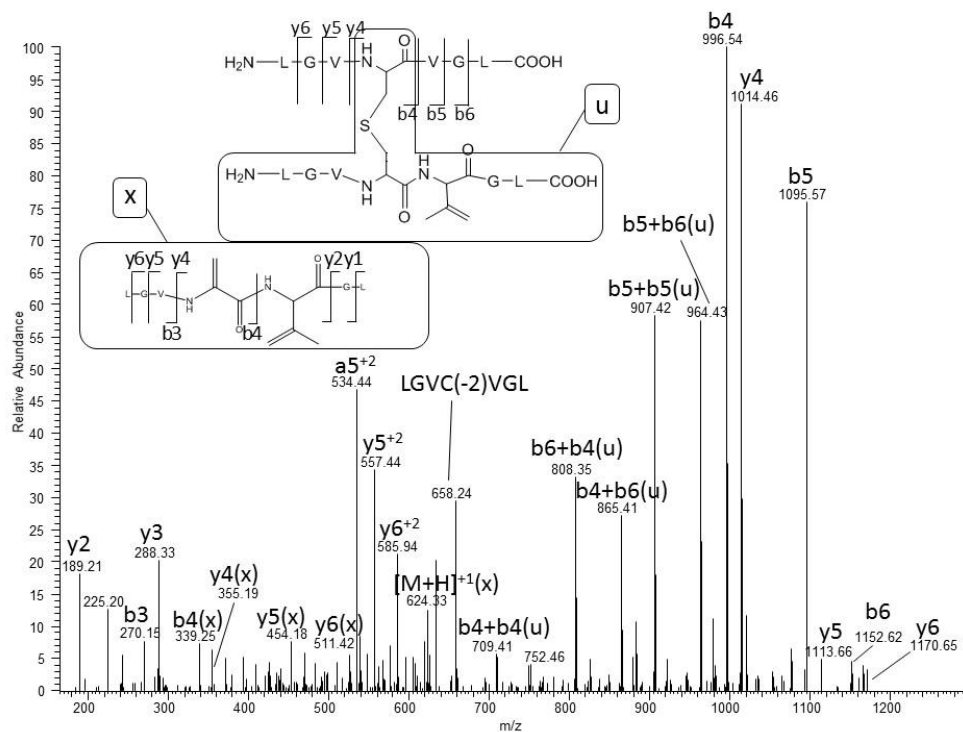 y6 y5 y4
H₂N L G V N H O V G L COOH
b4 b5 b6
S
u
H₂N L G V N H O H N O G L COOH
x
y6 y5 y4 y2 y1
L G V N H O H N O G L
b3 b4
b4
996.54
y4
1014.46
b5
1095.57
b5+b6(u)
964.43
b5+b5(u)
907.42
a5+2
534.44
LGVC(-2)VGL
658.24
y5+2
557.44
b6+b4(u)
808.35
b4+b6(u)
865.41
y6+2
585.94
[M+H]+1(x)
624.33
y2
189.21
y3
288.33
225.20
y4(x)
355.19
b3
270.15
b4(x)
339.25
y5(x)
454.18
y6(x)
511.42
b4+b4(u)
709.41
752.46
y5
1113.66
b6
1152.62
y6
1170.65
Relative Abundance
100
95
90
85
80
75
70
65
60
55
50
45
40
35
30
25
20
15
10
5
0
200 300 400 500 600 700 800 900 1000 1100 1200
m/z